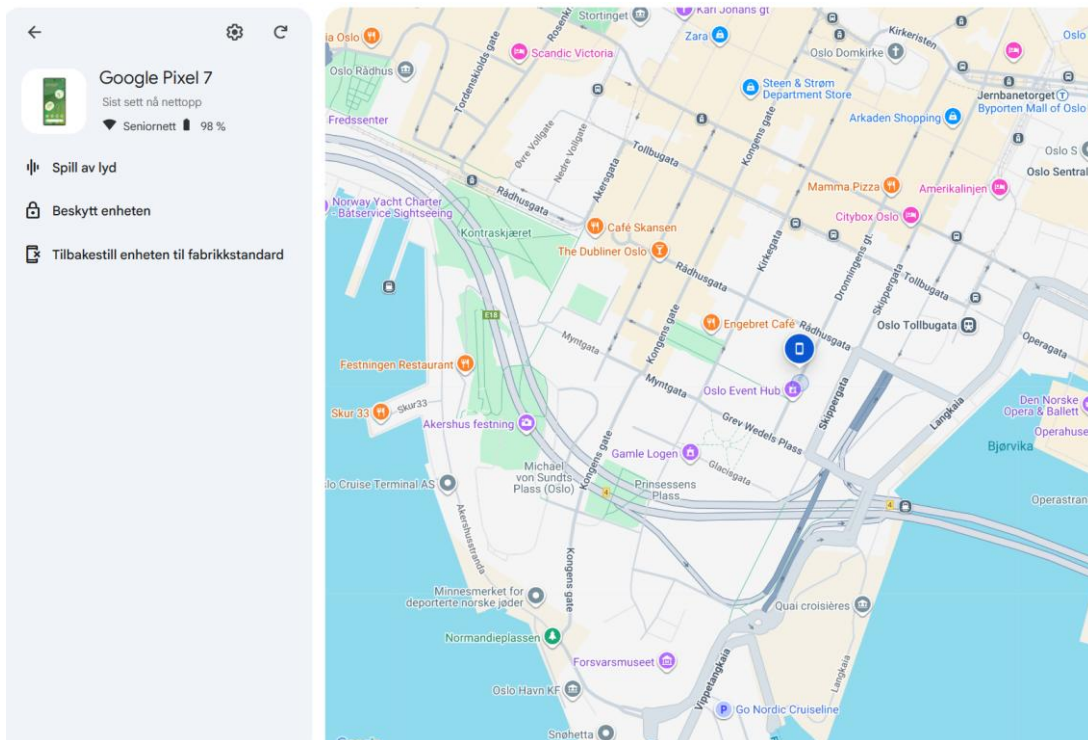 Google Pixel 7
Sist sett nå nettopp
Seniornett 98 %
Spill av lyd
Beskytt enheten
Tilbakestill enheten til fabrikkstandard
Stortinget
Karl Johans gt
Zara
Kirkeristen
Oslo
ia Oslo
Rosenkr
Scandic Victoria
Oslo Domkirke
Oslo Rådhus
Tordenskiolds gate
Steen & Strøm
Department Store
Kongens gate
Jernbanetorget
Byporten Mall of Oslo
Fredssenter
Arkaden Shopping
Øvre Vollgate
Nedre Vollgate
Akersgata
Tollbugata
Oslo S
Oslo Sentral
Mamma Pizza
Amerikalinjen
Norway Yacht Charter
- Båtservice Sightseeing
Rådhusgata
Citybox Oslo
Café Skansen
Kontraskjæret
The Dubliner Oslo
Kirkegata
Dronningens gt.
Skippergata
Rådhusgata
Tollbugata
E18
Engebret Café
Rådhusgata
Oslo Tollbugata
Myntgata
Kongens gate
Operagata
Festningen Restaurant
Myntgata
Oslo Event Hub
Skur 33
Skur33
Skippergata
Langkaia
Den Norske
Opera & Ballett
Operahuse
Akershus festning
Grev Wedels Plass
Bjørvika
Gamle Logen
Glacisgata
Michael
von Sundts
Plass (Oslo)
Kongens gate
Prinsessens
Plass
slo Cruise Terminal AS
4
4
Operastran
Akershusstranda
Kongens gate
Minnesmerket for
deporterte norske jøder
Quai croisières
Normandieplassen
Forsvarsmuseet
Vippetangkaia
Langkaia
Oslo Havn KF
P
Go Nordic Cruiseline
Snøhetta